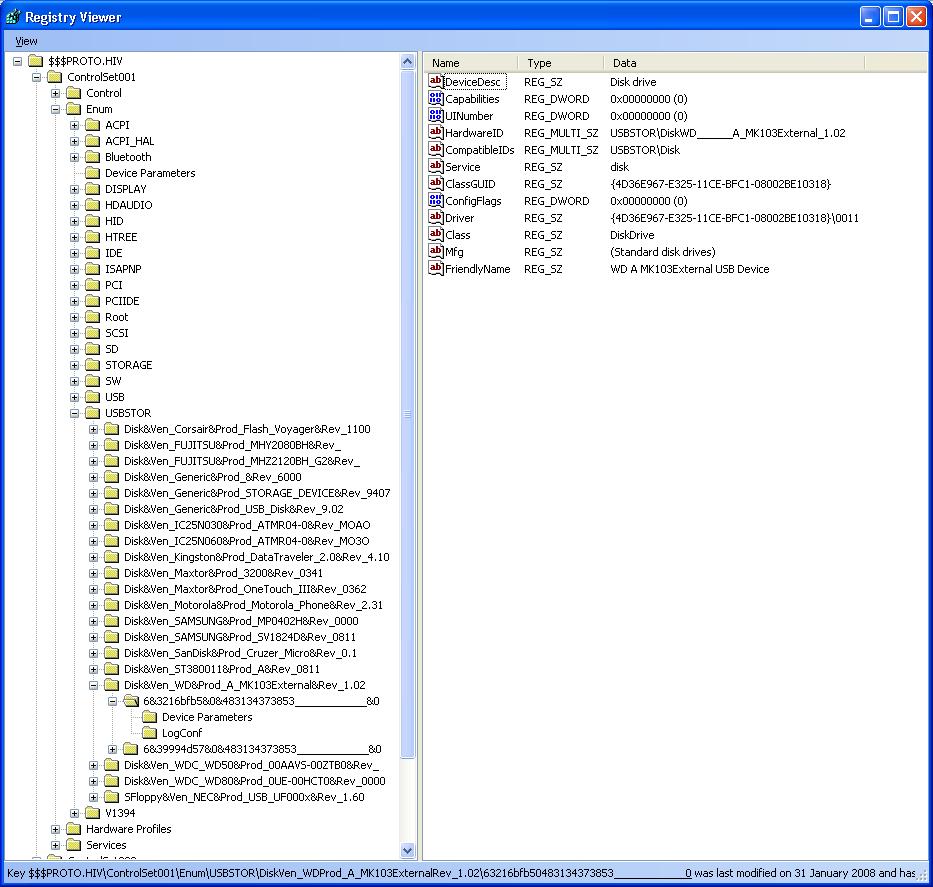 Registry Viewer
View
$$$PROTO.HIV
ControlSet001
Control
Enum
ACPI
ACPI_HAL
Bluetooth
Device Parameters
DISPLAY
HDAUDIO
HID
HTREE
IDE
ISAPNP
PCI
PCIIDE
Root
SCSI
SD
STORAGE
SW
USB
USBSTOR
Disk&Ven_Corsair&Prod_Flash_Voyager&Rev_1100
Disk&Ven_FUJITSU&Prod_MHY2080BH&Rev_
Disk&Ven_FUJITSU&Prod_MHZ2120BH_G2&Rev_
Disk&Ven_Generic&Prod_&Rev_6000
Disk&Ven_Generic&Prod_STORAGE_DEVICE&Rev_9407
Disk&Ven_Generic&Prod_USB_Disk&Rev_9.02
Disk&Ven_IC25N030&Prod_ATMR04-0&Rev_MOAO
Disk&Ven_IC25N060&Prod_ATMR04-0&Rev_MO3O
Disk&Ven_Kingston&Prod_DataTraveler_2.0&Rev_4.10
Disk&Ven_Maxtor&Prod_3200&Rev_0341
Disk&Ven_Maxtor&Prod_OneTouch_III&Rev_0362
Disk&Ven_Motorola&Prod_Motorola_Phone&Rev_2.31
Disk&Ven_SAMSUNG&Prod_MP0402H&Rev_0000
Disk&Ven_SAMSUNG&Prod_SV1824D&Rev_0811
Disk&Ven_SanDisk&Prod_Cruzer_Micro&Rev_0.1
Disk&Ven_ST380011&Prod_A&Rev_0811
Disk&Ven_WD&Prod_A_MK103External&Rev_1.02
6&3216bfb5&0&483134373853____________&0
Device Parameters
LogConf
6&39994d57&0&483134373853____________&0
Disk&Ven_WDC_WD50&Prod_00AAVS-00ZTB0&Rev_
Disk&Ven_WDC_WD80&Prod_0UE-00HCT0&Rev_0000
SFloppy&Ven_NEC&Prod_USB_UF000x&Rev_1.60
V1394
Hardware Profiles
Services
Name Type Data
DeviceDesc REG_SZ Disk drive
Capabilities REG_DWORD 0x00000000 (0)
UINumber REG_DWORD 0x00000000 (0)
HardwareID REG_MULTI_SZ USBSTOR\DiskWD______A_MK103External_1.02
CompatibleIDs REG_MULTI_SZ USBSTOR\Disk
Service REG_SZ disk
ClassGUID REG_SZ {4D36E967-E325-11CE-BFC1-08002BE10318}
ConfigFlags REG_DWORD 0x00000000 (0)
Driver REG_SZ {4D36E967-E325-11CE-BFC1-08002BE10318}\0011
Class REG_SZ DiskDrive
Mfg REG_SZ (Standard disk drives)
FriendlyName REG_SZ WD A MK103External USB Device
Key $$$PROTO.HIV\ControlSet001\Enum\USBSTOR\DiskVen_WDProd_A_MK103ExternalRev_1.02\63216bfb50483134373853____________0 was last modified on 31 January 2008 and has